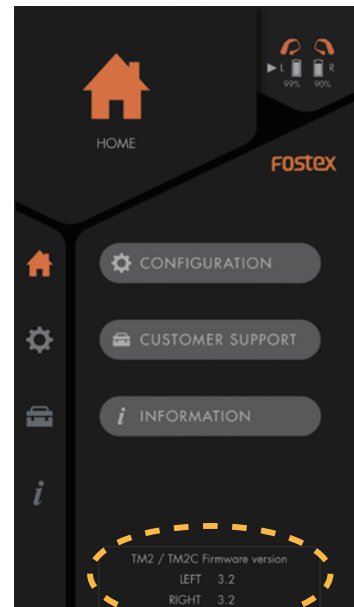 L R
99% 90%
HOME
FOSTEX
CONFIGURATION
CUSTOMER SUPPORT
i INFORMATION
i
TM2 / TM2C Firmware version
LEFT 3.2
RIGHT 3.2